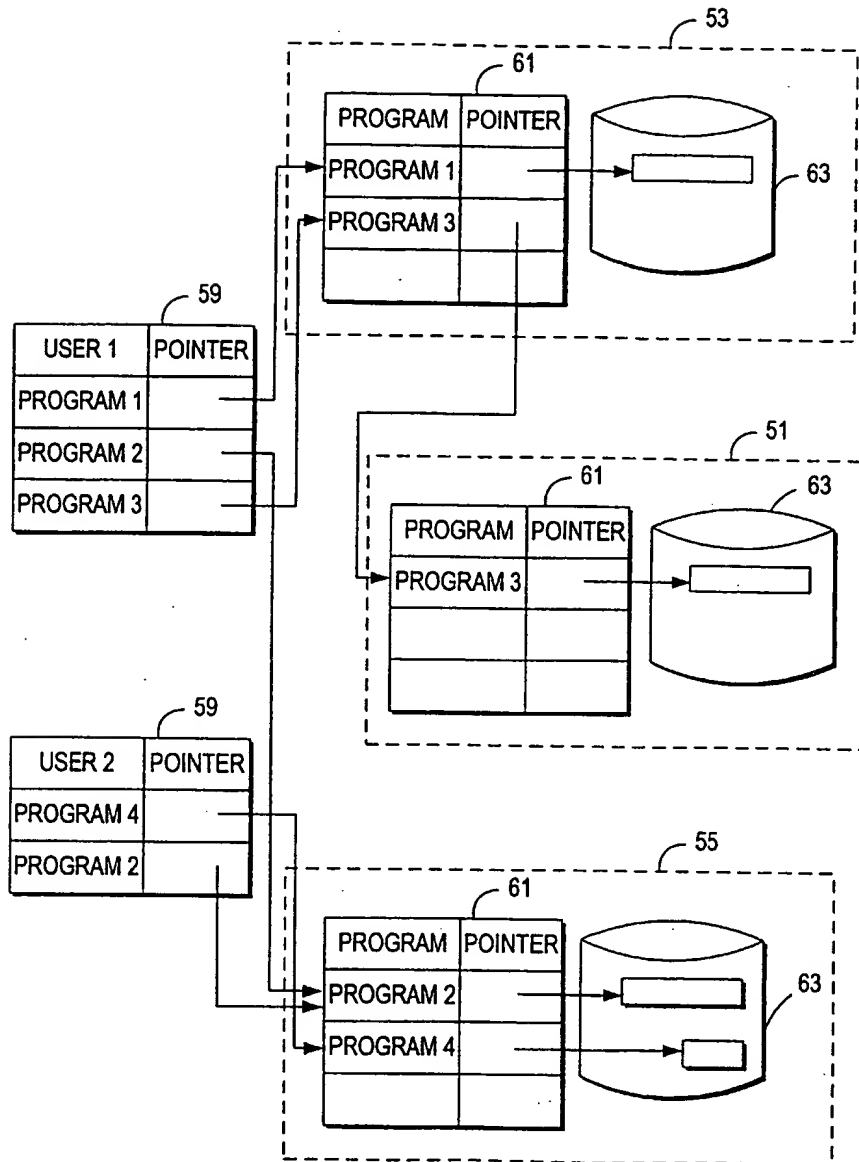 53
61
PROGRAM POINTER
PROGRAM 1
PROGRAM 3
63
59
USER 1 POINTER
PROGRAM 1
PROGRAM 2
PROGRAM 3
51
61
63
PROGRAM POINTER
PROGRAM 3
59
USER 2 POINTER
PROGRAM 4
PROGRAM 2
55
61
PROGRAM POINTER
PROGRAM 2
PROGRAM 4
63